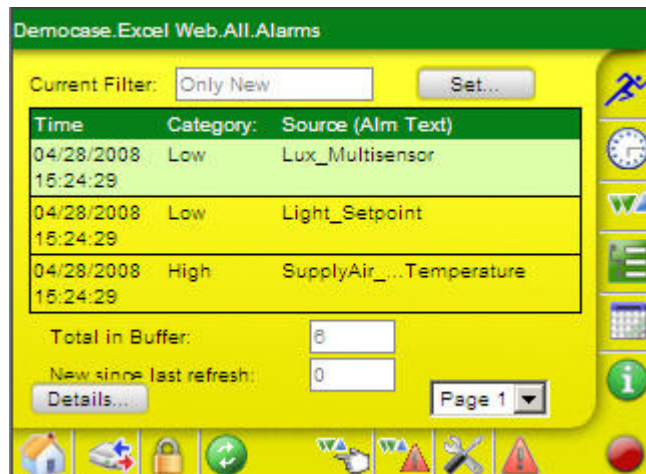 Democase.Excel Web.All.Alarms
Current Filter: Only New Set...
Time Category: Source (Alm Text)
04/28/2008 Low Lux_Multisensor
15:24:29
04/28/2008 Low Light_Setpoint
15:24:29
04/28/2008 High SupplyAir_...Temperature
15:24:29
Total in Buffer: 6
New since last refresh: 0
Details... Page 1